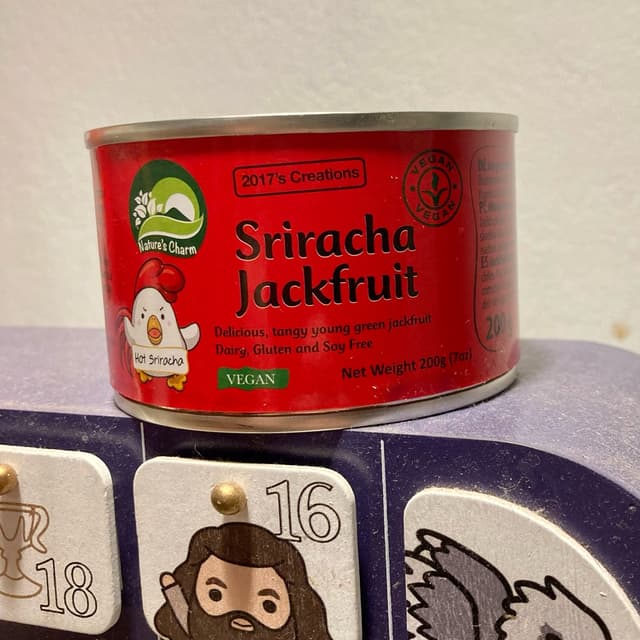 2017's Creations
VEGAN
VEGAN
Nature's Charm
Sriracha
Jackfruit
Hot Sriracha
Delicious, tangy young green jackfruit
Dairy, Gluten and Soy Free
VEGAN
Net Weight 200g (7oz)
200
16
18